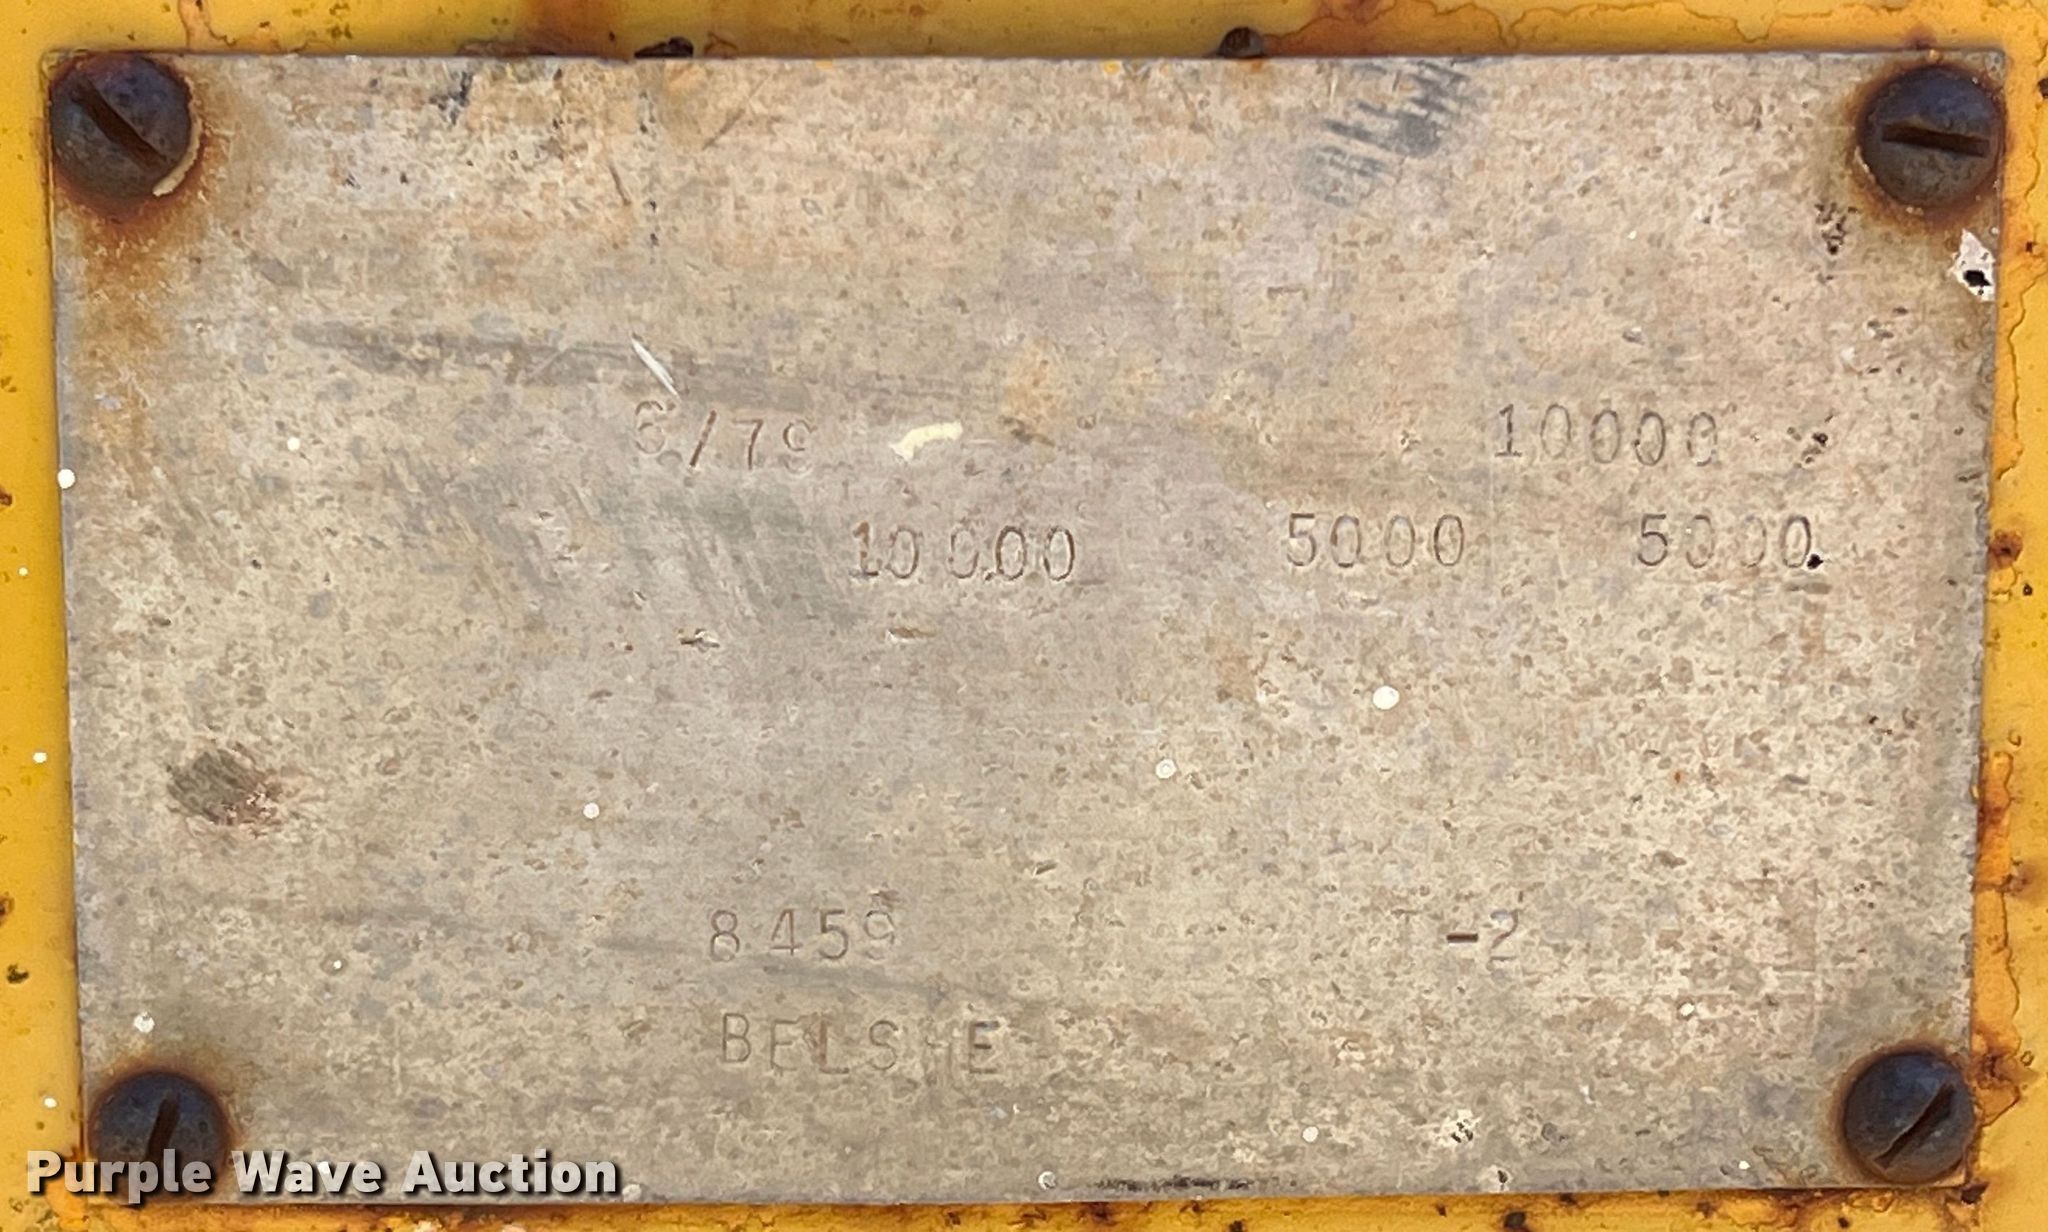 6/79 10000
10000 5000 5000
8459 T-2
BELSHE
Purple Wave Auction